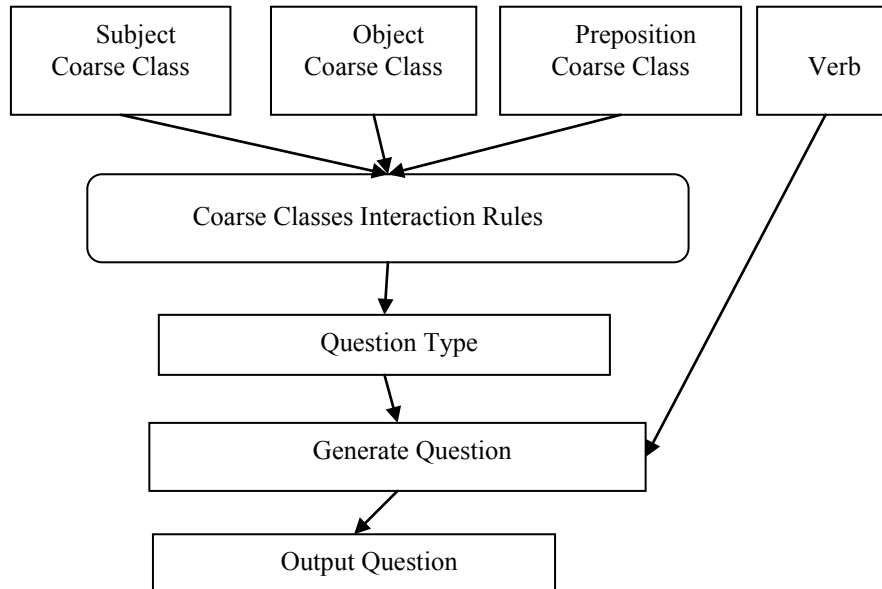 Subject
Coarse Class
Object
Coarse Class
Preposition
Coarse Class
Verb
Coarse Classes Interaction Rules
Question Type
Generate Question
Output Question